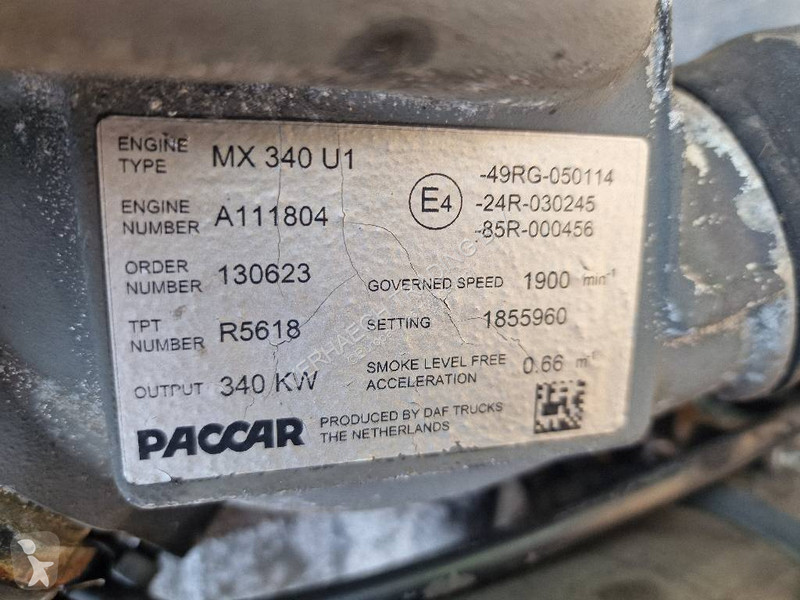 ENGINE TYPE MX 340 U1
ENGINE NUMBER A111804
ORDER NUMBER 130623
TPT NUMBER R5618
OUTPUT 340 KW
E4
-49RG-050114
-24R-030245
-85R-000456
GOVERNED SPEED 1900 min⁻¹
SETTING 1855960
SMOKE LEVEL FREE ACCELERATION 0.66 m⁻¹
PACCAR
PRODUCED BY DAF TRUCKS
THE NETHERLANDS